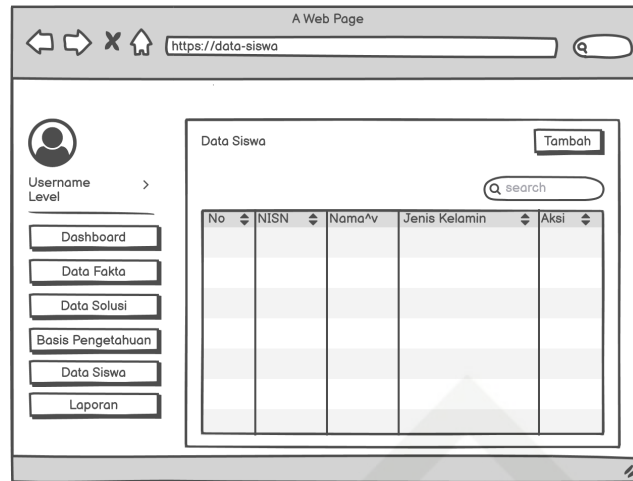 A Web Page
https://data-siswa
Username
Level
Dashboard
Data Fakta
Data Solusi
Basis Pengetahuan
Data Siswa
Laporan
Data Siswa
Tambah
search
No NISN Nama^v Jenis Kelamin Aksi